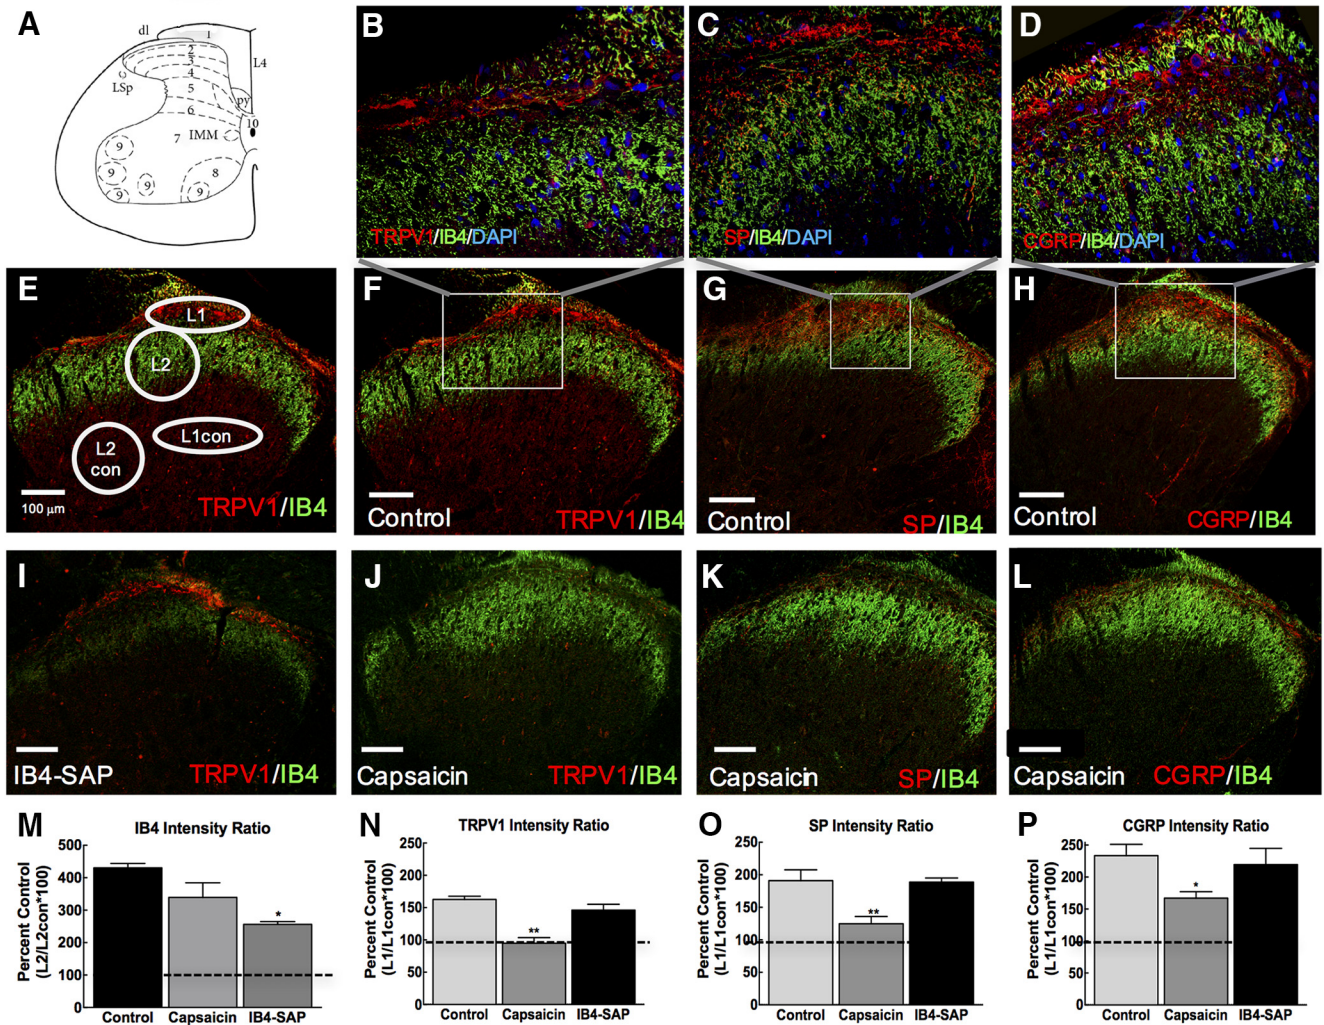 A
dl
1
2
3
4
5
6
L4
LSp
py
10
7
IMM
9
8
9
9
9
9
B
TRPV1/IB4/DAPI
C
SP/IB4/DAPI
D
CGRP/IB4/DAPI
E
L1
L2
L1con
L2
con
100 µm
TRPV1/IB4
F
Control
TRPV1/IB4
G
Control
SP/IB4
H
Control
CGRP/IB4
I
IB4-SAP
TRPV1/IB4
J
Capsaicin
TRPV1/IB4
K
Capsaicin
SP/IB4
L
Capsaicin
CGRP/IB4
M
IB4 Intensity Ratio
Percent Control
(L2/L2con*100)
500
400
300
200
100
0
*
Control Capsaicin IB4-SAP
N
TRPV1 Intensity Ratio
Percent Control
(L1/L1con*100)
250
200
150
100
50
0
**
Control Capsaicin IB4-SAP
O
SP Intensity Ratio
Percent Control
(L1/L1con*100)
250
200
150
100
50
0
**
Control Capsaicin IB4-SAP
P
CGRP Intensity Ratio
Percent Control
(L1/L1con*100)
250
200
150
100
50
0
*
Control Capsaicin IB4-SAP